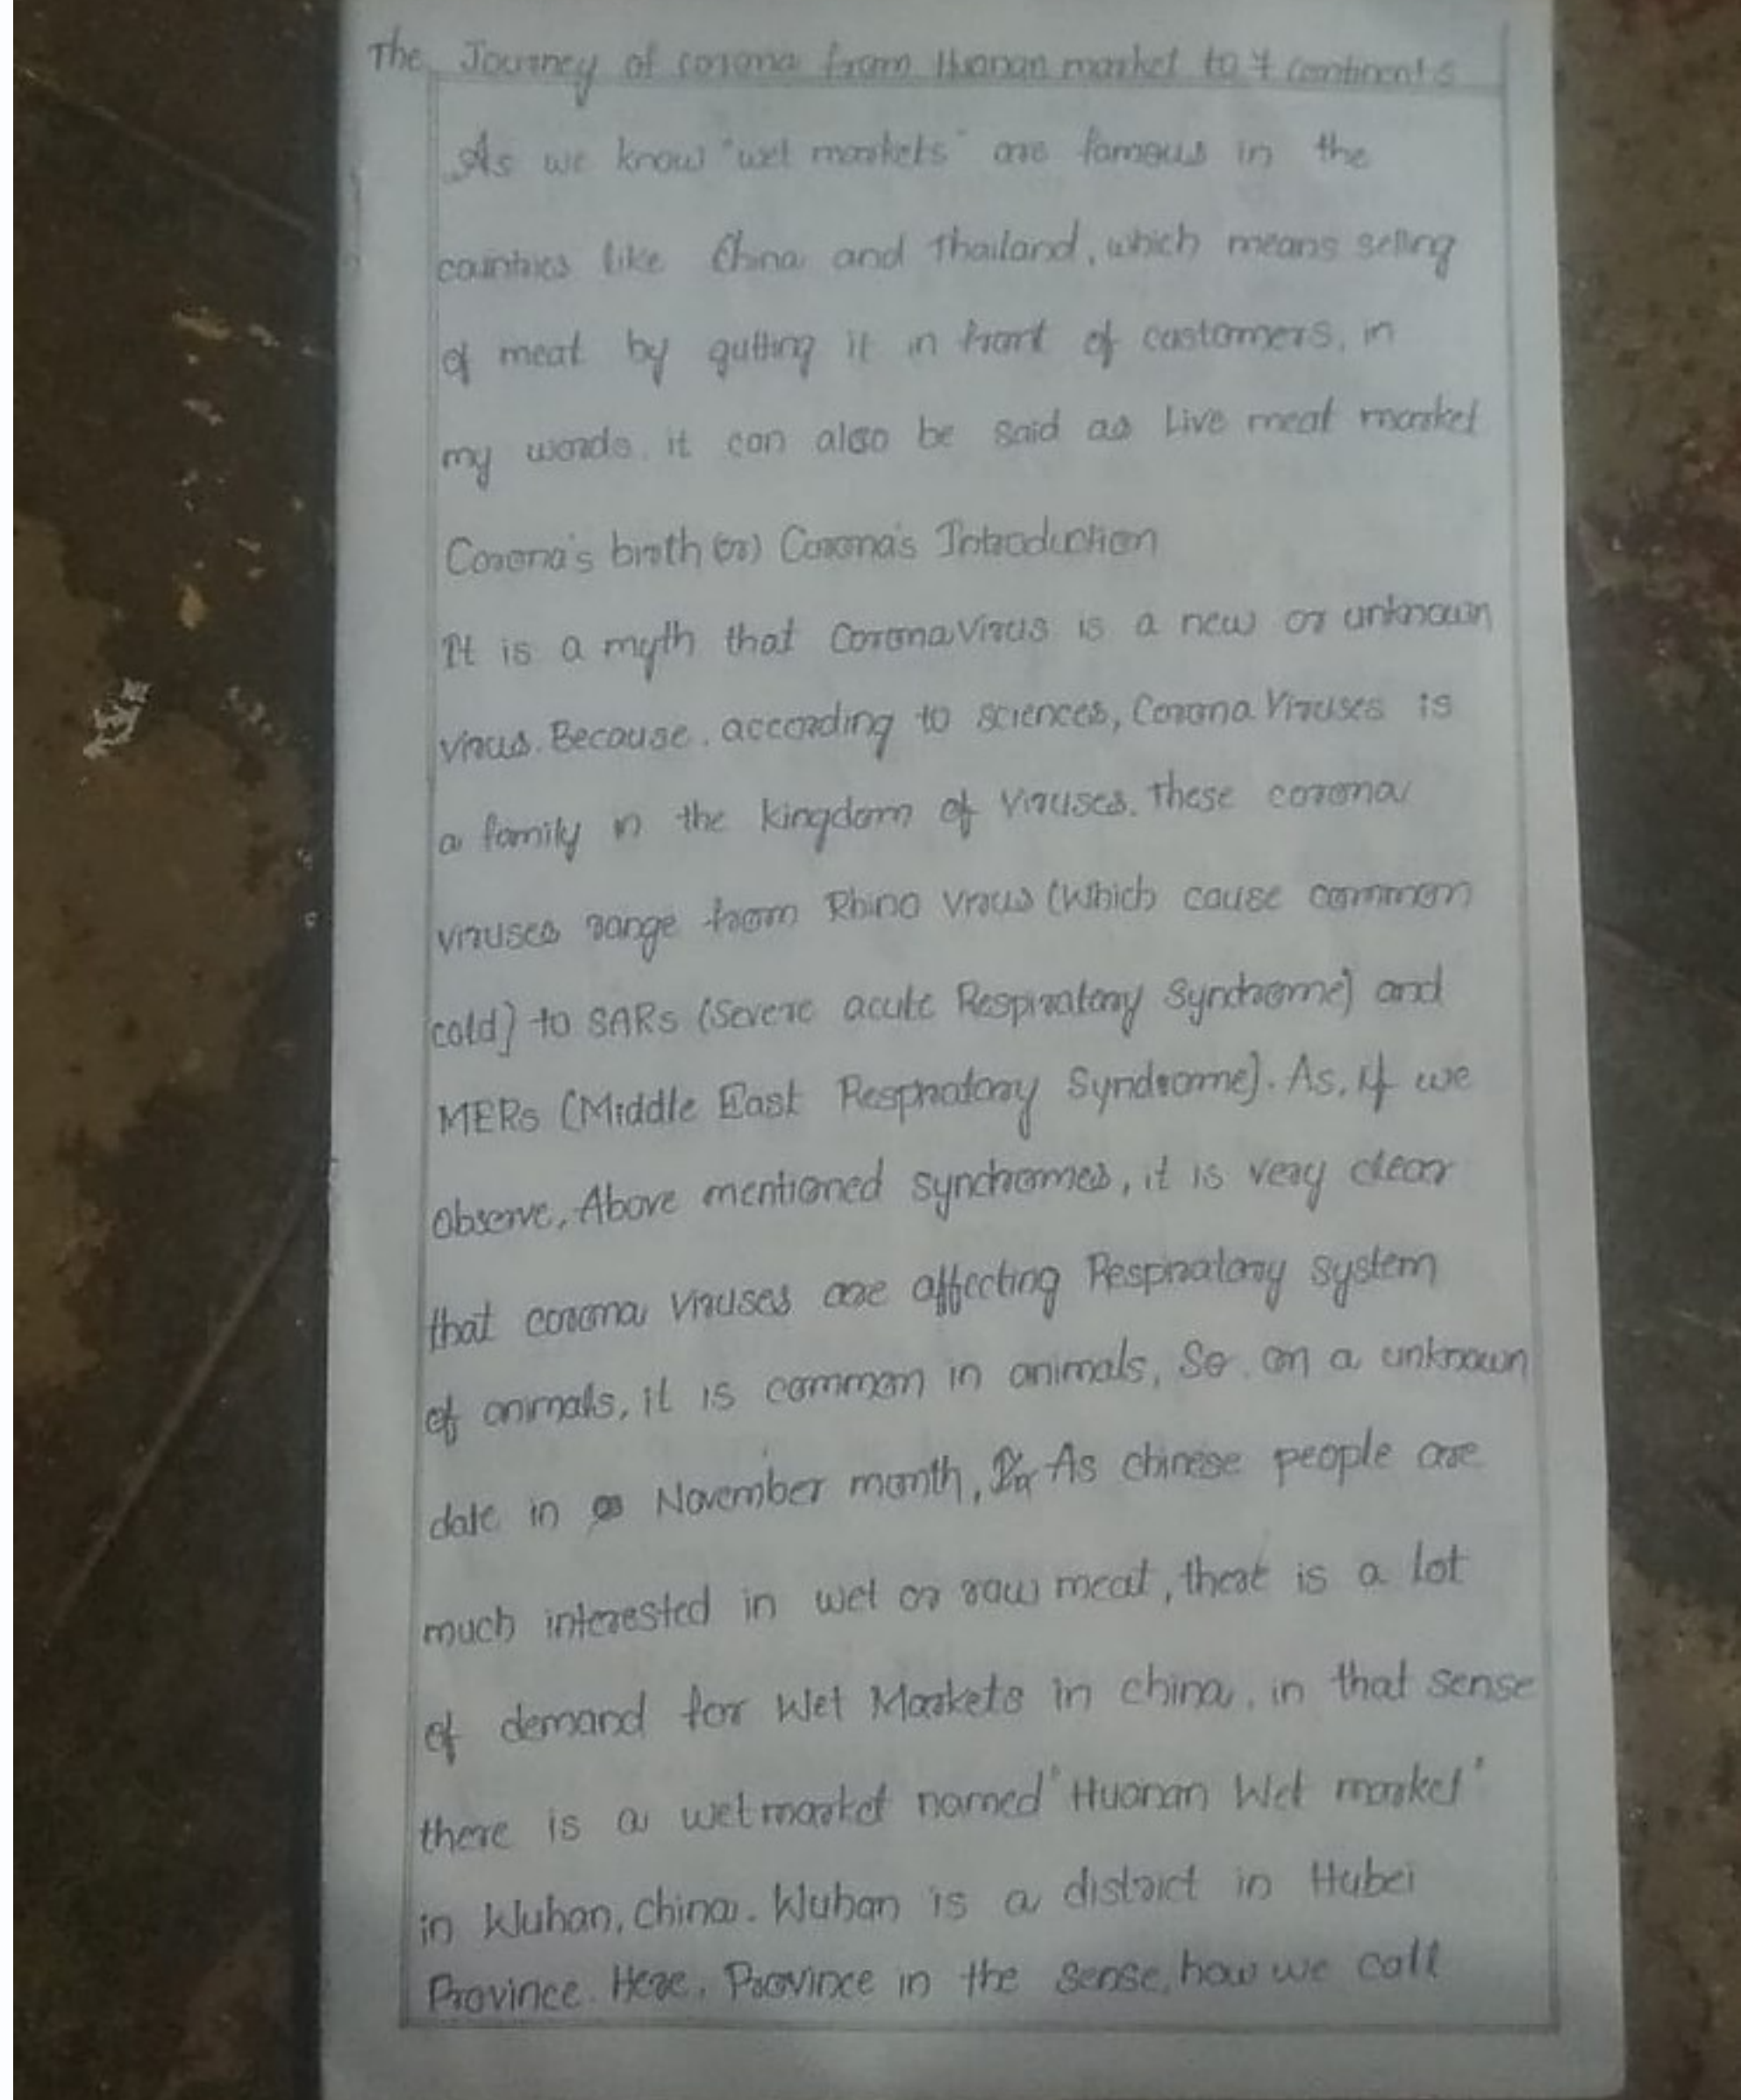 The Journey of corona from Huanan market to 7 continents
As we know "wet markets" are famous in the
countries like China and Thailand, which means selling
of meat by gutting it in front of customers, in
my words, it can also be said as Live meat market
Corona's birth (or) Corona's Introduction
It is a myth that Corona Virus is a new or unknown
virus. Because, according to sciences, Corona Viruses is
a family in the kingdom of Viruses. These corona
viruses range from Rhino virus (Which cause common
cold) to SARs (Severe acute Respiratory Syndrome) and
MERs (Middle East Respiratory Syndrome). As, if we
observe, Above mentioned syndromes, it is very clear
that corona viruses are affecting Respiratory system
of animals, it is common in animals, So, on a unknown
date in November month, As chinese people are
much interested in wet or raw meat, there is a lot
of demand for Wet Markets in china, in that sense
there is a wet market named "Huanan Wet market"
in Wuhan, China. Wuhan is a district in Hubei
Province. Here, Province in the sense, how we call